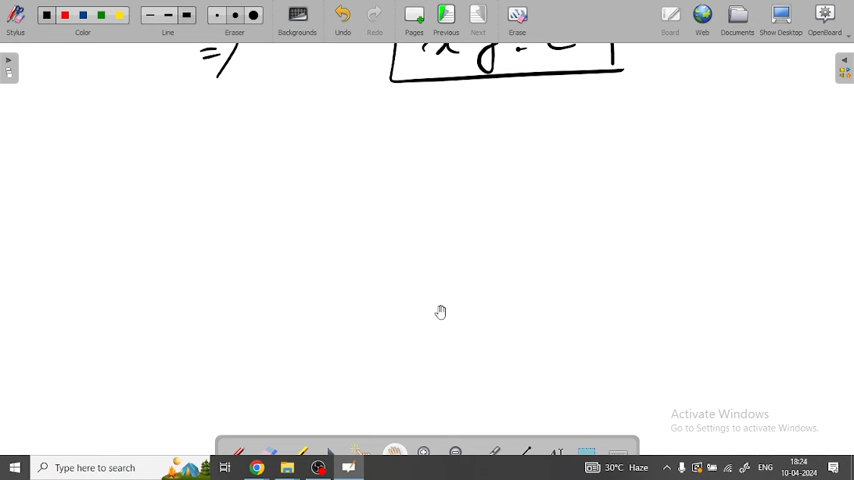 Stylus Color Line Eraser Backgrounds Undo Redo Pages Previous Next Erase Board Web Documents Show Desktop OpenBoard
=>
Activate Windows
Go to Settings to activate Windows.
Type here to search
30°C Haze
ENG
18:24
10-04-2024